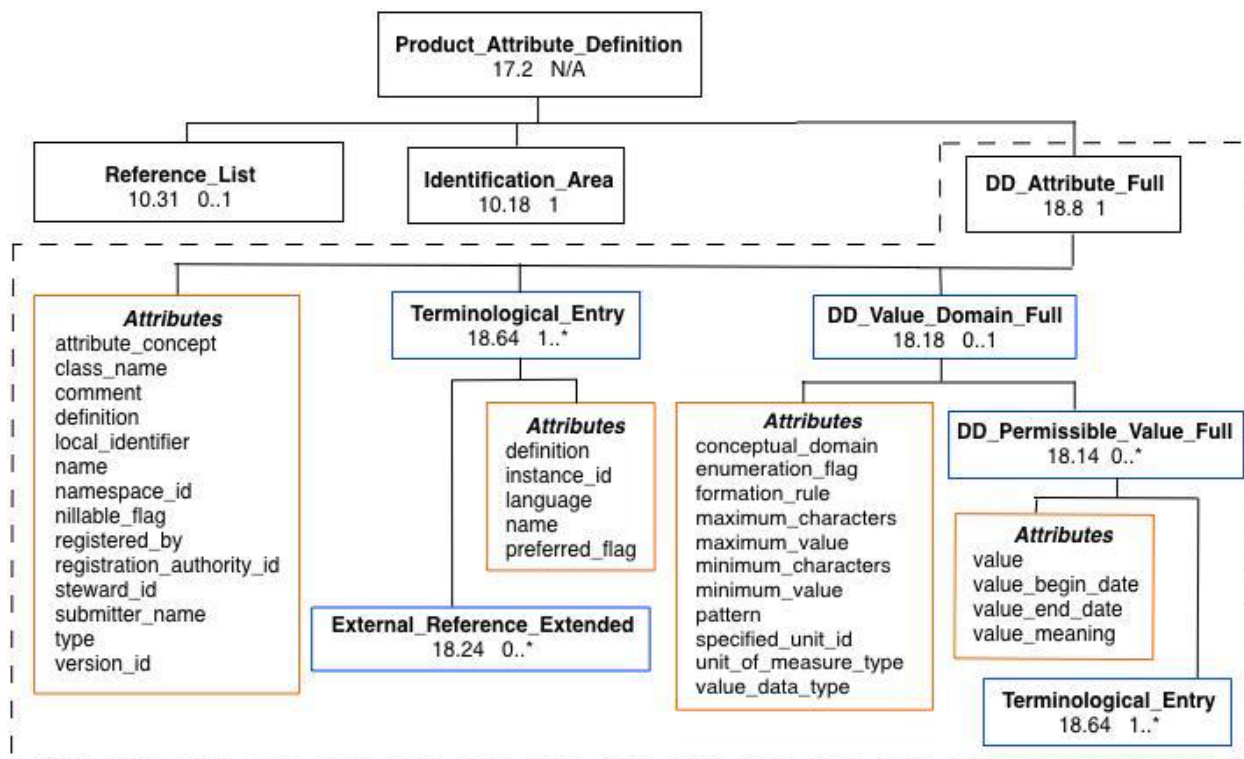 Product_Attribute_Definition
17.2 N/A
Reference_List
10.31 0..1
Identification_Area
10.18 1
DD_Attribute_Full
18.8 1
Attributes
attribute_concept
class_name
comment
definition
local_identifier
name
namespace_id
nillable_flag
registered_by
registration_authority_id
steward_id
submitter_name
type
version_id
Terminological_Entry
18.64 1..*
Attributes
definition
instance_id
language
name
preferred_flag
External_Reference_Extended
18.24 0..*
DD_Value_Domain_Full
18.18 0..1
Attributes
conceptual_domain
enumeration_flag
formation_rule
maximum_characters
maximum_value
minimum_characters
minimum_value
pattern
specified_unit_id
unit_of_measure_type
value_data_type
DD_Permissible_Value_Full
18.14 0..*
Attributes
value
value_begin_date
value_end_date
value_meaning
Terminological_Entry
18.64 1..*